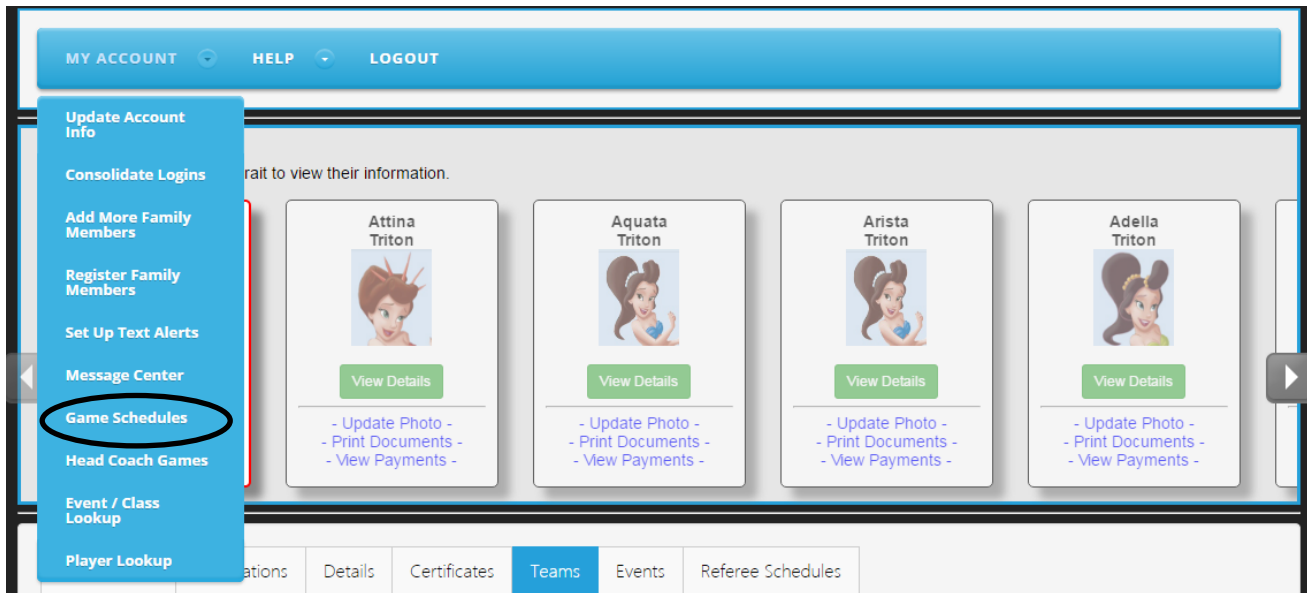 MY ACCOUNT HELP LOGOUT
Update Account
Info
Consolidate Logins
Add More Family
Members
Register Family
Members
Set Up Text Alerts
Message Center
Game Schedules
Head Coach Games
Event / Class
Lookup
Player Lookup
rait to view their information.
Attina
Triton
View Details
- Update Photo -
- Print Documents -
- View Payments -
Aquata
Triton
View Details
- Update Photo -
- Print Documents -
- View Payments -
Arista
Triton
View Details
- Update Photo -
- Print Documents -
- View Payments -
Adella
Triton
View Details
- Update Photo -
- Print Documents -
- View Payments -
ations Details Certificates Teams Events Referee Schedules